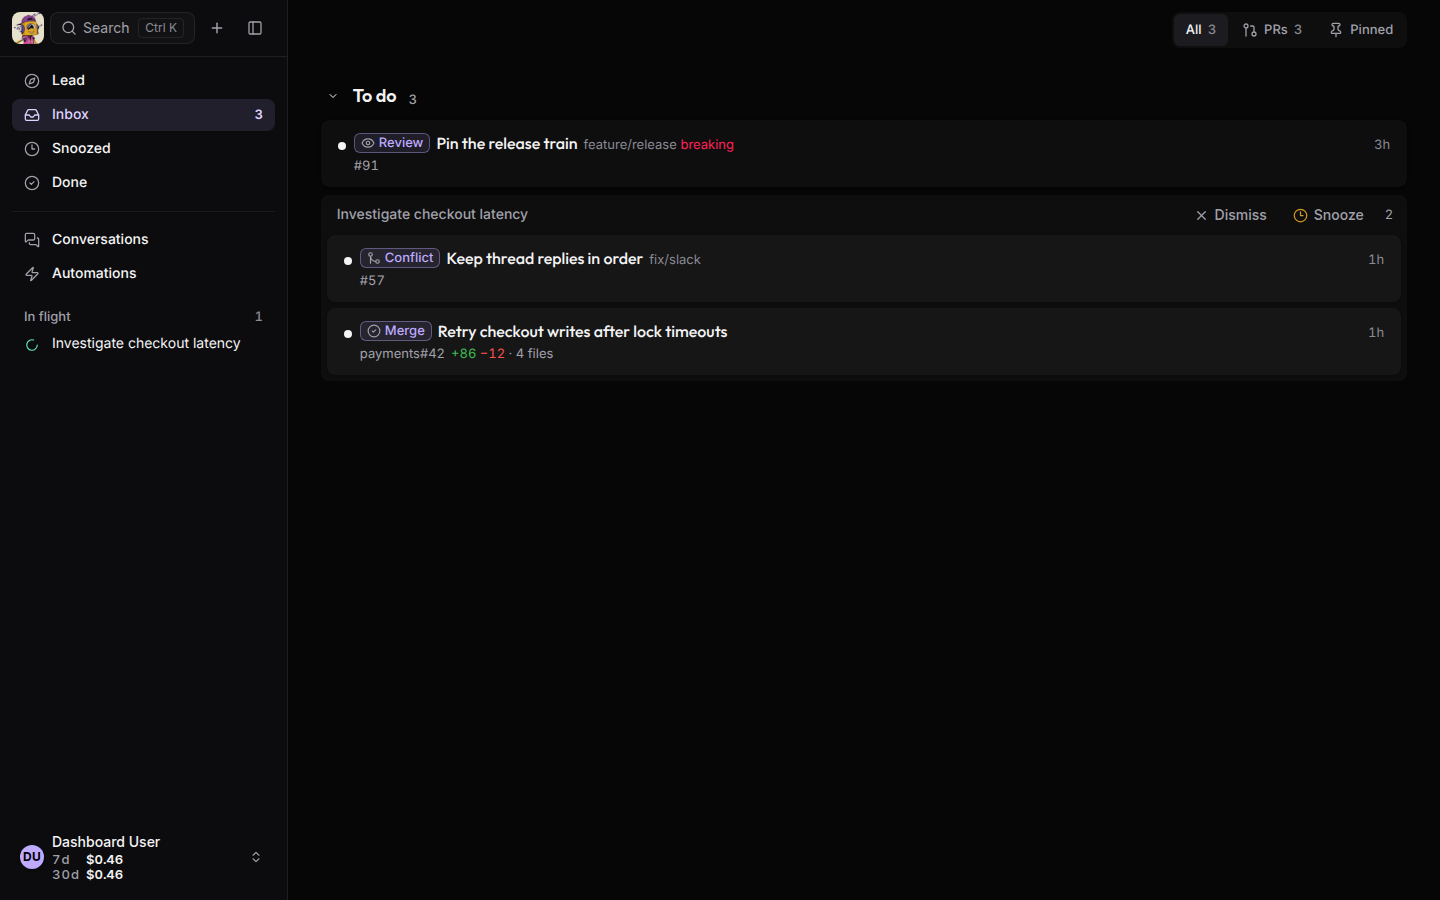 Search Ctrl K
All 3 PRs 3 Pinned
Lead
Inbox 3
Snoozed
Done
Conversations
Automations
In flight 1
Investigate checkout latency
To do 3
Review Pin the release train feature/release breaking 3h
#91
Investigate checkout latency Dismiss Snooze 2
Conflict Keep thread replies in order fix/slack 1h
#57
Merge Retry checkout writes after lock timeouts 1h
payments#42 +86 −12 · 4 files
DU Dashboard User
7d $0.46
30d $0.46